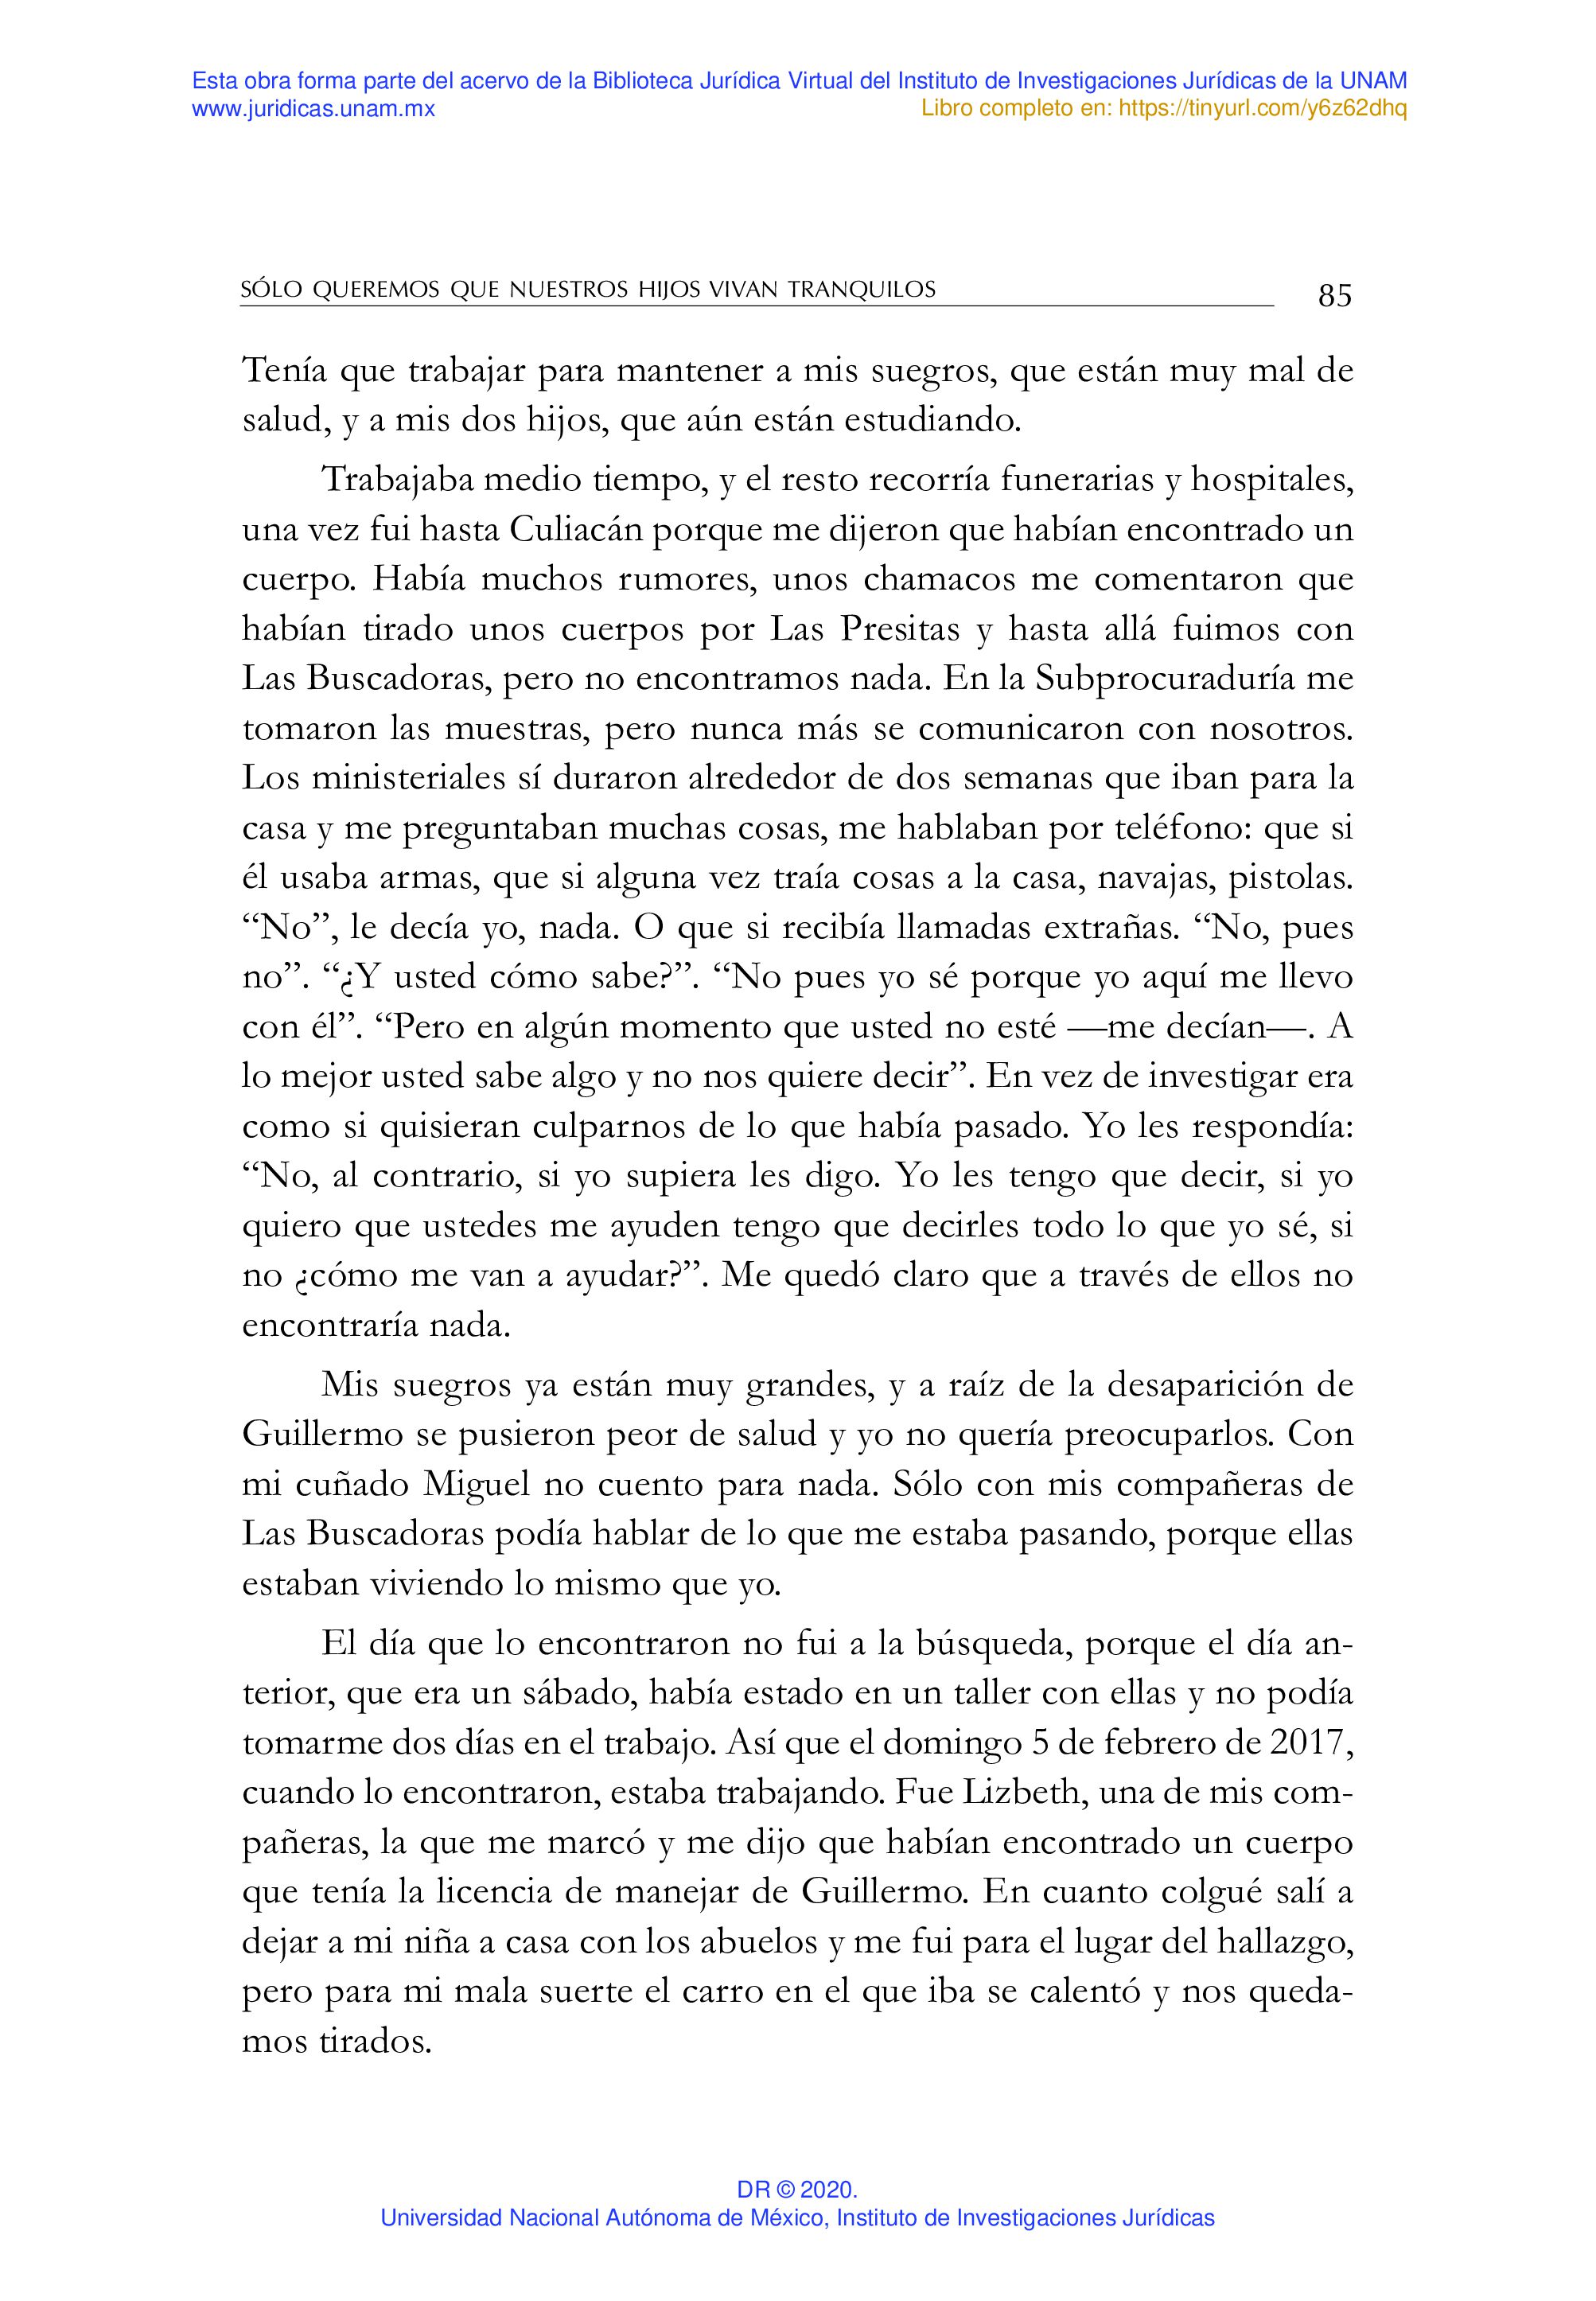 Esta obra forma parte del acervo de la Biblioteca Jurídica Virtual del Instituto de Investigaciones Jurídicas de la UNAM
www.juridicas.unam.mx
Libro completo en: https://tinyurl.com/y6z62dhq
SÓLO QUEREMOS QUE NUESTROS HIJOS VIVAN TRANQUILOS
85
Tenía que trabajar para mantener a mis suegros, que están muy mal de
salud, y a mis dos hijos, que aún están estudiando.
Trabajaba medio tiempo, y el resto recorría funerarias y hospitales,
una vez fui hasta Culiacán porque me dijeron que habían encontrado un
cuerpo. Había muchos rumores, unos chamacos me comentaron que
habían tirado unos cuerpos por Las Presitas y hasta allá fuimos con
Las Buscadoras, pero no encontramos nada. En la Subprocuraduría me
tomaron las muestras, pero nunca más se comunicaron con nosotros.
Los ministeriales sí duraron alrededor de dos semanas que iban para la
casa y me preguntaban muchas cosas, me hablaban por teléfono: que si
él usaba armas, que si alguna vez traía cosas a la casa, navajas, pistolas.
“No”, le decía yo, nada. O que si recibía llamadas extrañas. “No, pues
no”. “¿Y usted cómo sabe?”. “No pues yo sé porque yo aquí me llevo
con él”. “Pero en algún momento que usted no esté —me decían—. A
lo mejor usted sabe algo y no nos quiere decir”. En vez de investigar era
como si quisieran culparnos de lo que había pasado. Yo les respondía:
“No, al contrario, si yo supiera les digo. Yo les tengo que decir, si yo
quiero que ustedes me ayuden tengo que decirles todo lo que yo sé, si
no ¿cómo me van a ayudar?”. Me quedó claro que a través de ellos no
encontraría nada.
Mis suegros ya están muy grandes, y a raíz de la desaparición de
Guillermo se pusieron peor de salud y yo no quería preocuparlos. Con
mi cuñado Miguel no cuento para nada. Sólo con mis compañeras de
Las Buscadoras podía hablar de lo que me estaba pasando, porque ellas
estaban viviendo lo mismo que yo.
El día que lo encontraron no fui a la búsqueda, porque el día an-
terior, que era un sábado, había estado en un taller con ellas y no podía
tomarme dos días en el trabajo. Así que el domingo 5 de febrero de 2017,
cuando lo encontraron, estaba trabajando. Fue Lizbeth, una de mis com-
pañeras, la que me marcó y me dijo que habían encontrado un cuerpo
que tenía la licencia de manejar de Guillermo. En cuanto colgué salí a
dejar a mi niña a casa con los abuelos y me fui para el lugar del hallazgo,
pero para mi mala suerte el carro en el que iba se calentó y nos queda-
mos tirados.
DR © 2020.
Universidad Nacional Autónoma de México, Instituto de Investigaciones Jurídicas